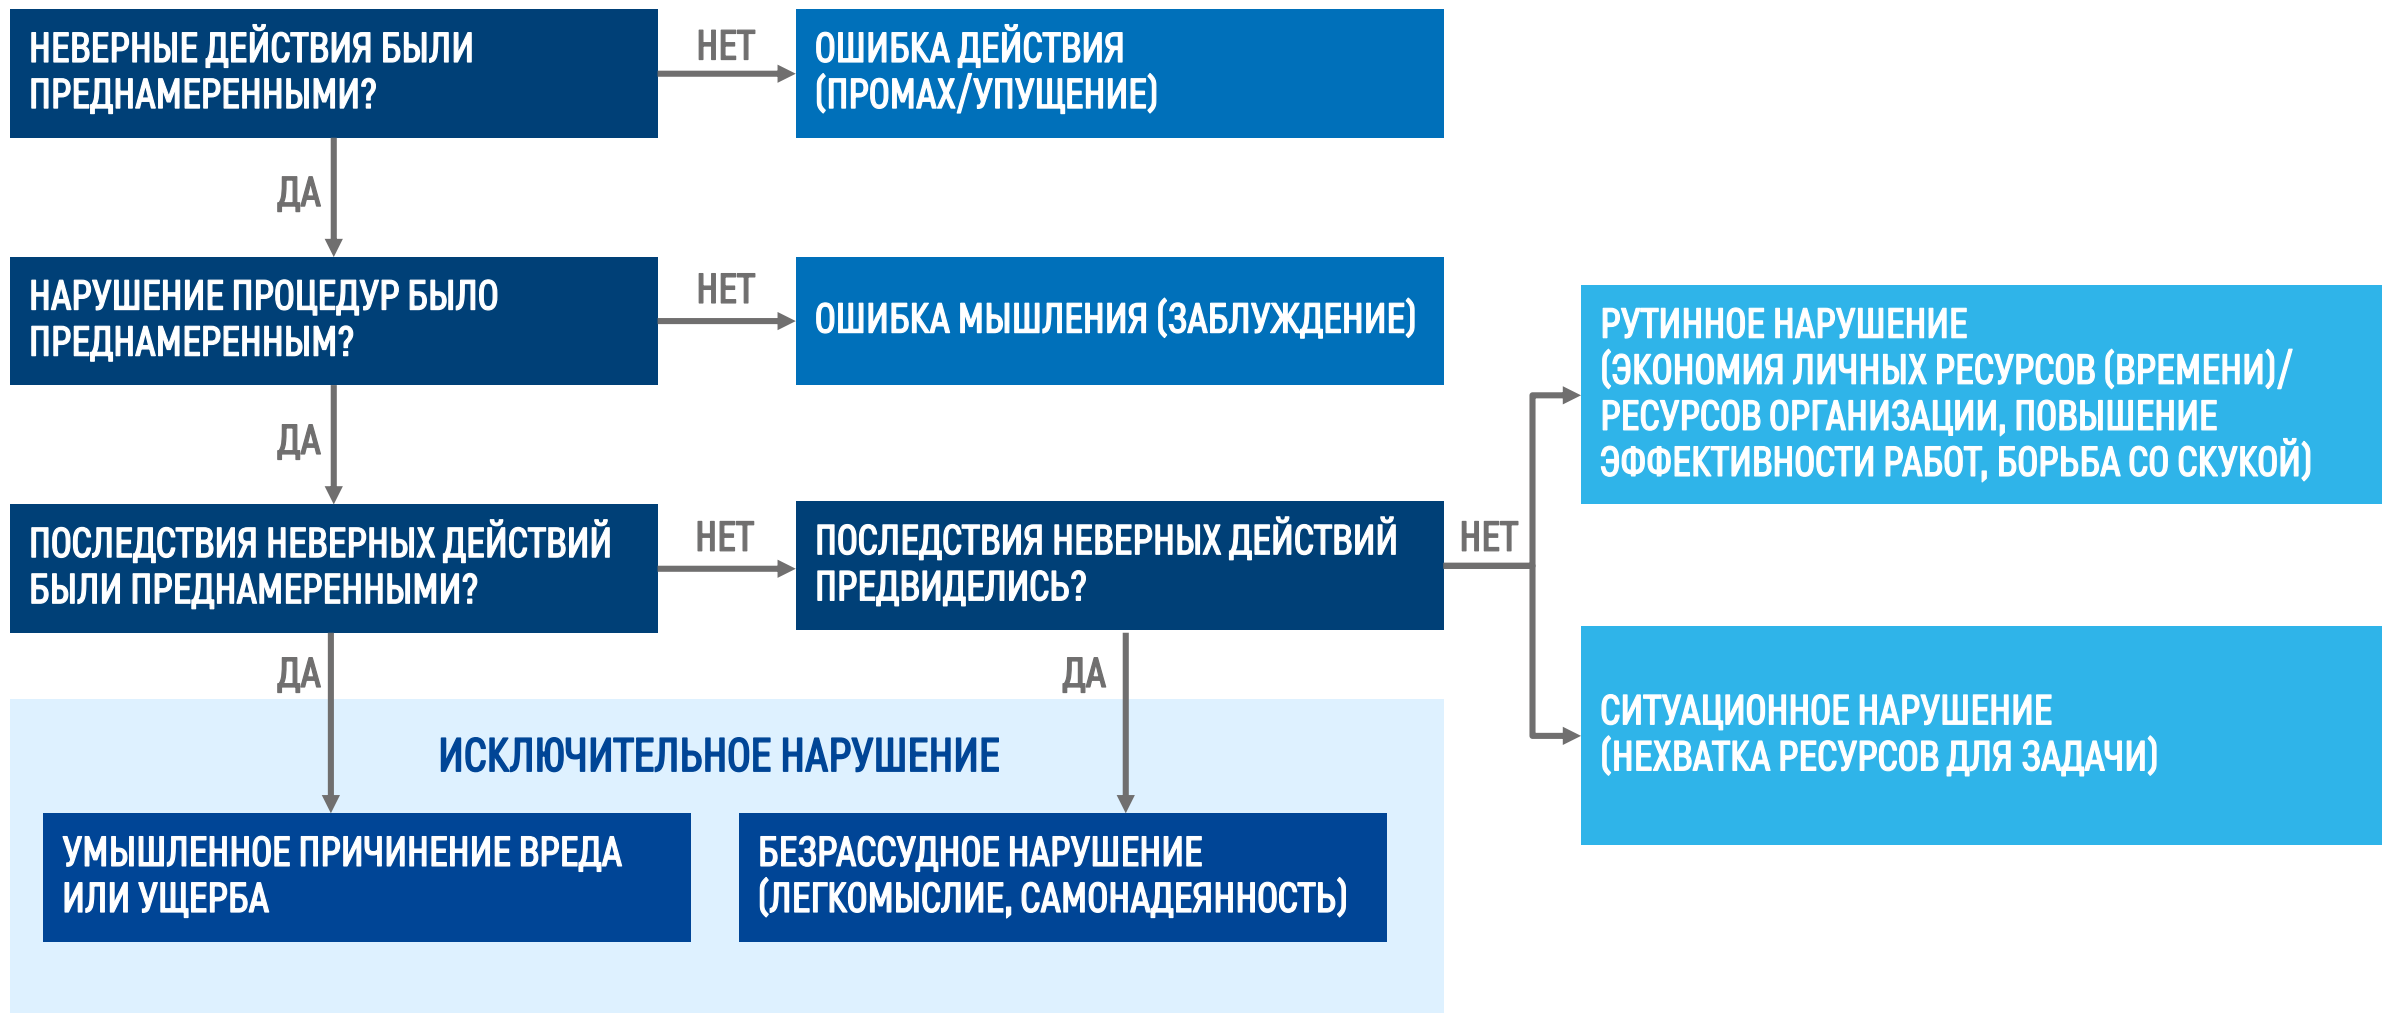 НЕВЕРНЫЕ ДЕЙСТВИЯ БЫЛИ
ПРЕДНАМЕРЕННЫМИ?
НЕТ
ОШИБКА ДЕЙСТВИЯ
(ПРОМАХ/УПУЩЕНИЕ)
ДА
НАРУШЕНИЕ ПРОЦЕДУР БЫЛО
ПРЕДНАМЕРЕННЫМ?
НЕТ
ОШИБКА МЫШЛЕНИЯ (ЗАБЛУЖДЕНИЕ)
ДА
ПОСЛЕДСТВИЯ НЕВЕРНЫХ ДЕЙСТВИЙ
БЫЛИ ПРЕДНАМЕРЕННЫМИ?
НЕТ
ПОСЛЕДСТВИЯ НЕВЕРНЫХ ДЕЙСТВИЙ
ПРЕДВИДЕЛИСЬ?
НЕТ
РУТИННОЕ НАРУШЕНИЕ
(ЭКОНОМИЯ ЛИЧНЫХ РЕСУРСОВ (ВРЕМЕНИ)/
РЕСУРСОВ ОРГАНИЗАЦИИ, ПОВЫШЕНИЕ
ЭФФЕКТИВНОСТИ РАБОТ, БОРЬБА СО СКУКОЙ)
СИТУАЦИОННОЕ НАРУШЕНИЕ
(НЕХВАТКА РЕСУРСОВ ДЛЯ ЗАДАЧИ)
ДА
ДА
ИСКЛЮЧИТЕЛЬНОЕ НАРУШЕНИЕ
УМЫШЛЕННОЕ ПРИЧИНЕНИЕ ВРЕДА
ИЛИ УЩЕРБА
БЕЗРАССУДНОЕ НАРУШЕНИЕ
(ЛЕГКОМЫСЛИЕ, САМОНАДЕЯННОСТЬ)